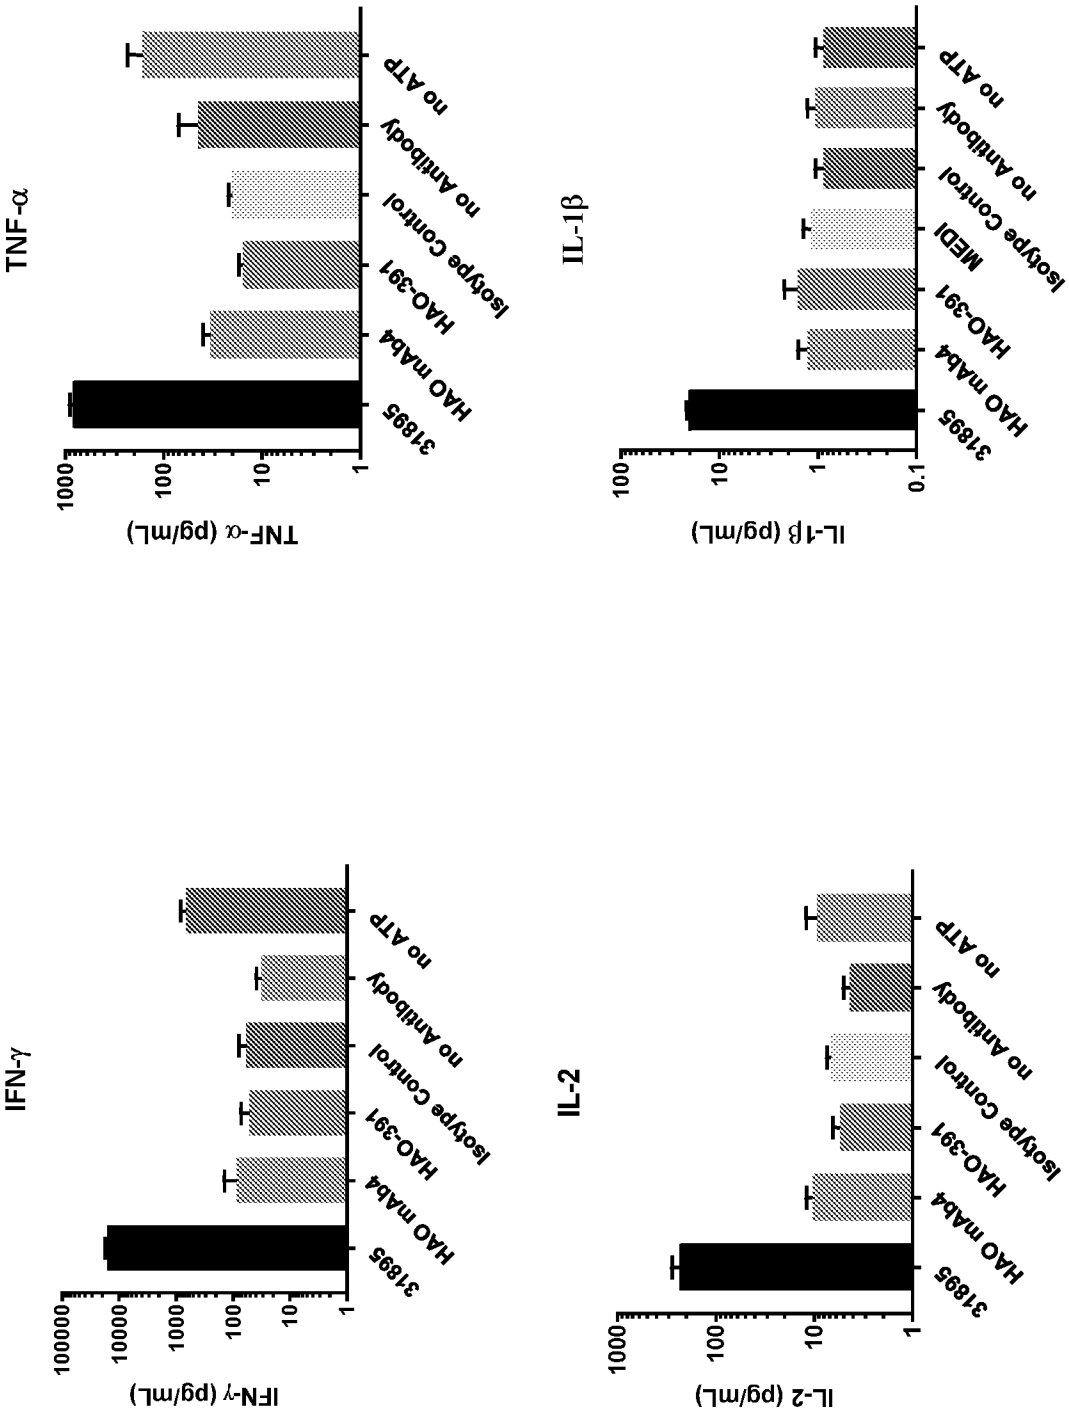 IFN-γ
IFN-γ (pg/mL)
100000
10000
1000
100
10
1
31895
HAO mAb4
HAO-391
Isotype Control
no Antibody
no ATP
TNF-α
TNF-α (pg/mL)
1000
100
10
1
31895
HAO mAb4
HAO-391
Isotype Control
no Antibody
no ATP
IL-2
IL-2 (pg/mL)
1000
100
10
1
31895
HAO mAb4
HAO-391
Isotype Control
no Antibody
no ATP
IL-1β
IL-1β (pg/mL)
100
10
1
0.1
31895
HAO mAb4
HAO-391
MEDI
Isotype Control
no Antibody
no ATP